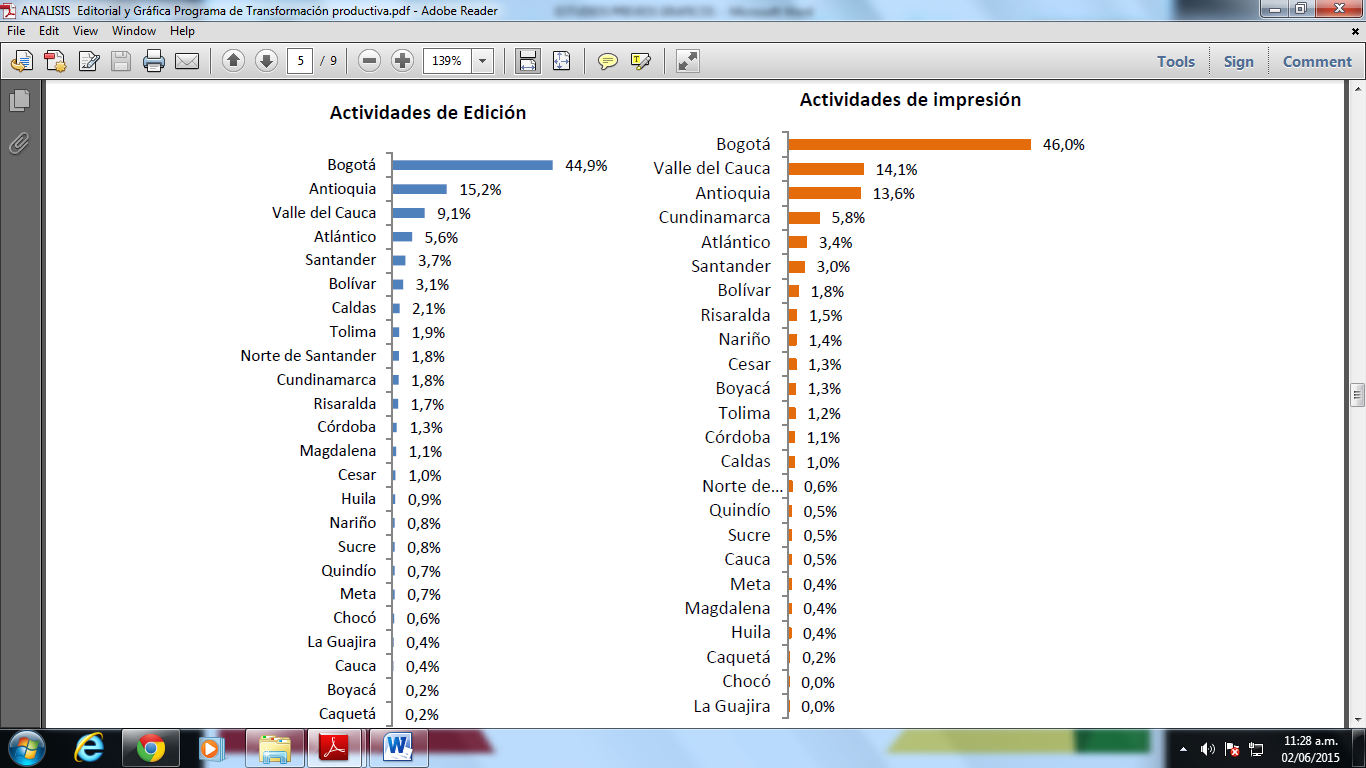 ANALISIS Editorial y Gráfica Programa de Transformación productiva.pdf - Adobe Reader
ESTUDIOS PREVIOS GRAFICOS - Microsoft Word
File Edit View Window Help
5 / 9 139% Tools Sign Comment
Actividades de Edición
Bogotá 44,9%
Antioquia 15,2%
Valle del Cauca 9,1%
Atlántico 5,6%
Santander 3,7%
Bolívar 3,1%
Caldas 2,1%
Tolima 1,9%
Norte de Santander 1,8%
Cundinamarca 1,8%
Risaralda 1,7%
Córdoba 1,3%
Magdalena 1,1%
Cesar 1,0%
Huila 0,9%
Nariño 0,8%
Sucre 0,8%
Quindío 0,7%
Meta 0,7%
Chocó 0,6%
La Guajira 0,4%
Cauca 0,4%
Boyacá 0,2%
Caquetá 0,2%
Actividades de impresión
Bogotá 46,0%
Valle del Cauca 14,1%
Antioquia 13,6%
Cundinamarca 5,8%
Atlántico 3,4%
Santander 3,0%
Bolívar 1,8%
Risaralda 1,5%
Nariño 1,4%
Cesar 1,3%
Boyacá 1,3%
Tolima 1,2%
Córdoba 1,1%
Caldas 1,0%
Norte de... 0,6%
Quindío 0,5%
Sucre 0,5%
Cauca 0,5%
Meta 0,4%
Magdalena 0,4%
Huila 0,4%
Caquetá 0,2%
Chocó 0,0%
La Guajira 0,0%
11:28 a.m.
02/06/2015